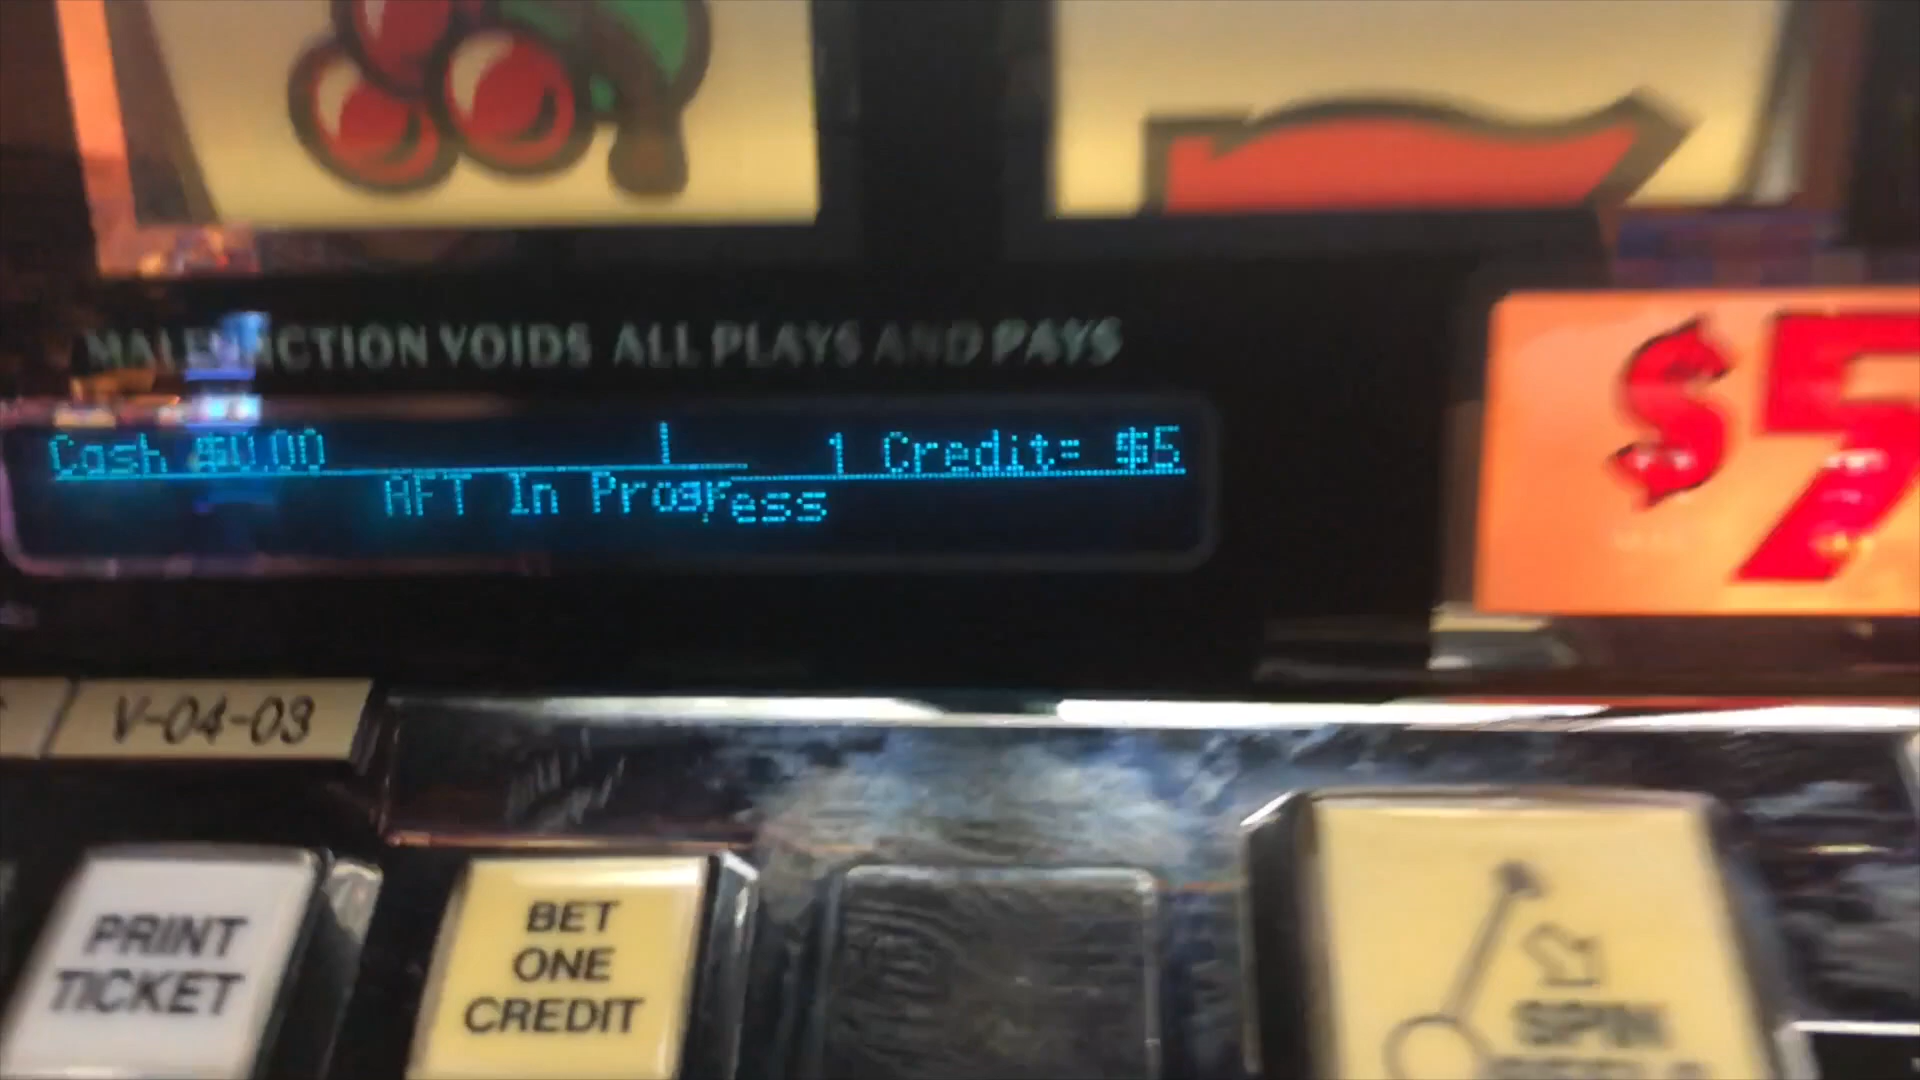 MALFUNCTION VOIDS ALL PLAYS AND PAYS
Cash $0.00 1 Credit= $5
AFT In Progress
$5
V-04-03
PRINT
TICKET
BET
ONE
CREDIT
SPIN